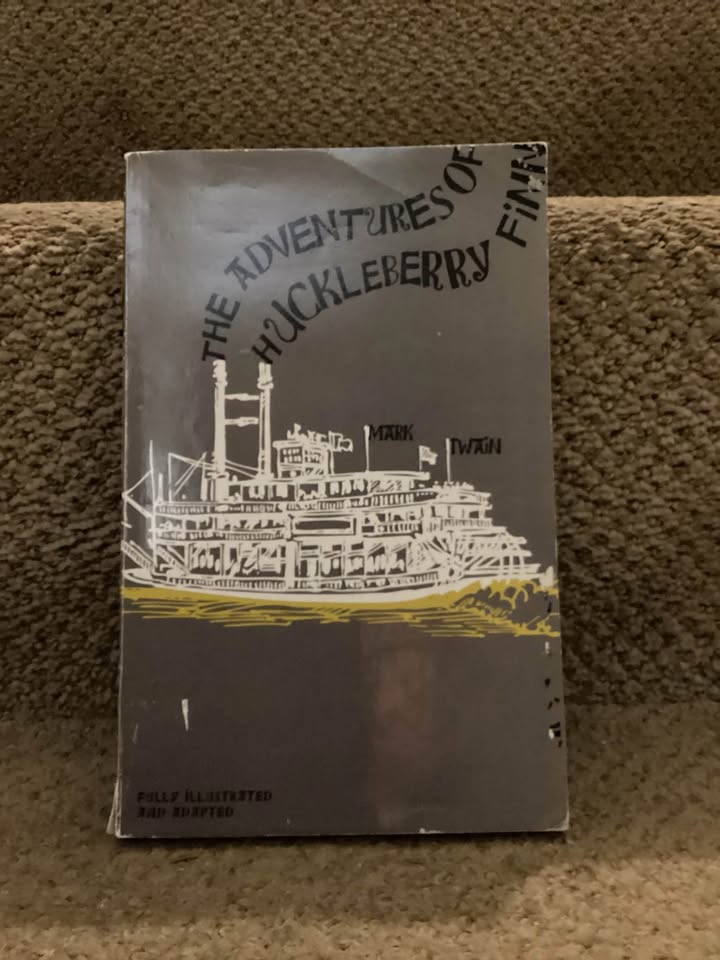 THE ADVENTURES OF
HUCKLEBERRY FiNN
MARK TWAiN
FULLY iLLUSTRATED
AND ADAPTED